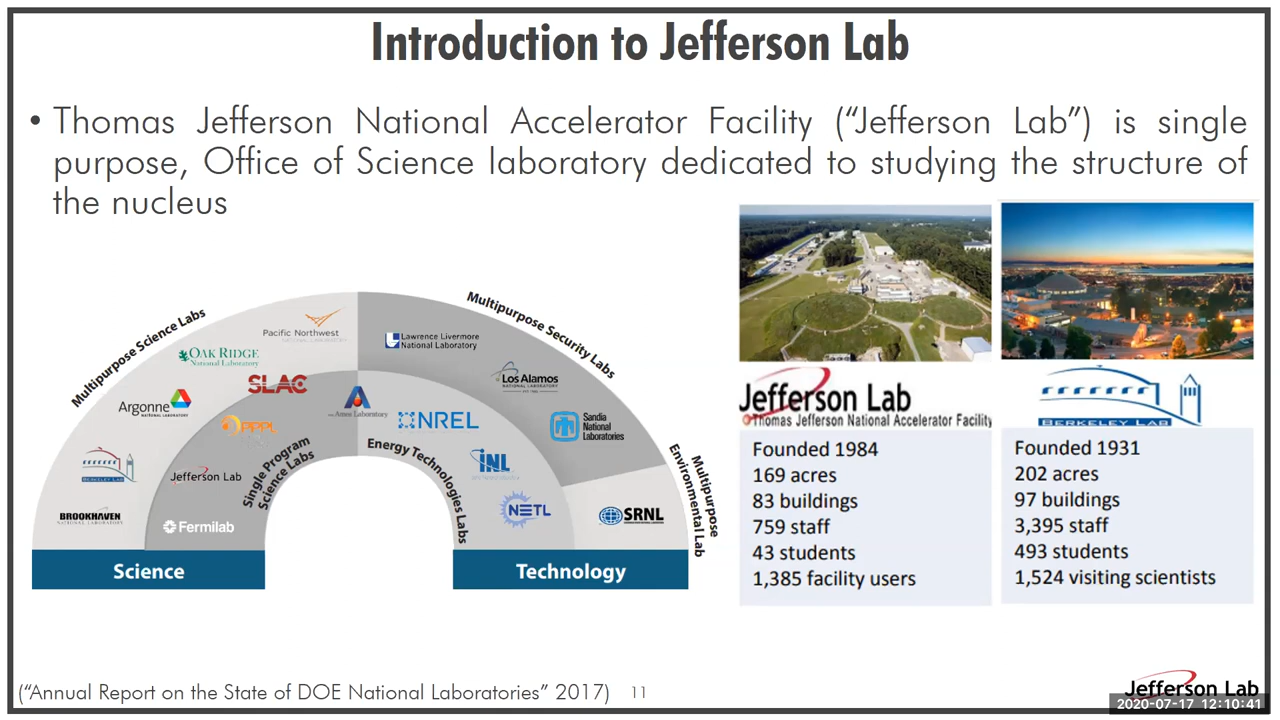 Introduction to Jefferson Lab
• Thomas Jefferson National Accelerator Facility (“Jefferson Lab”) is single
purpose, Office of Science laboratory dedicated to studying the structure of
the nucleus
Multipurpose Science Labs
Multipurpose Security Labs
Pacific Northwest
NATIONAL LABORATORY
OAK RIDGE
National Laboratory
Argonne
NATIONAL LABORATORY
BERKELEY LAB
BROOKHAVEN
NATIONAL LABORATORY
SLAC
PPPL
Jefferson Lab
Fermilab
Single Program
Science Labs
Lawrence Livermore
National Laboratory
Los Alamos
NATIONAL LABORATORY
Sandia
National
Laboratories
THE Ames Laboratory
NREL
INL
NETL
Energy Technologies Labs
SRNL
Multipurpose
Environmental Lab
Science
Technology
Jefferson Lab
Thomas Jefferson National Accelerator Facility
Founded 1984
169 acres
83 buildings
759 staff
43 students
1,385 facility users
BERKELEY LAB
Founded 1931
202 acres
97 buildings
3,395 staff
493 students
1,524 visiting scientists
(“Annual Report on the State of DOE National Laboratories” 2017)
11
Jefferson Lab
2020-07-17 12:10:41